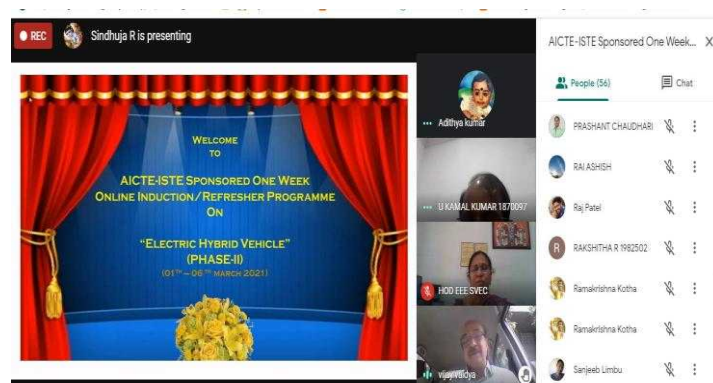 REC
Sindhuja R is presenting
AICTE-ISTE Sponsored One Week... X
People (56)
Chat
WELCOME
TO
AICTE-ISTE SPONSORED ONE WEEK
ONLINE INDUCTION/REFRESHER PROGRAMME
ON
“ELECTRIC HYBRID VEHICLE”
(PHASE-II)
(01ST – 06TH MARCH 2021)
Adithya kumar
U KAMAL KUMAR 1870097
HOD EEE SVEC
vijay vaidya
PRASHANT CHAUDHARI
RAI ASHISH
Raj Patel
R
RAKSHITHA R 1982502
Ramakrishna Kotha
Ramakrishna Kotha
Sanjeeb Limbu